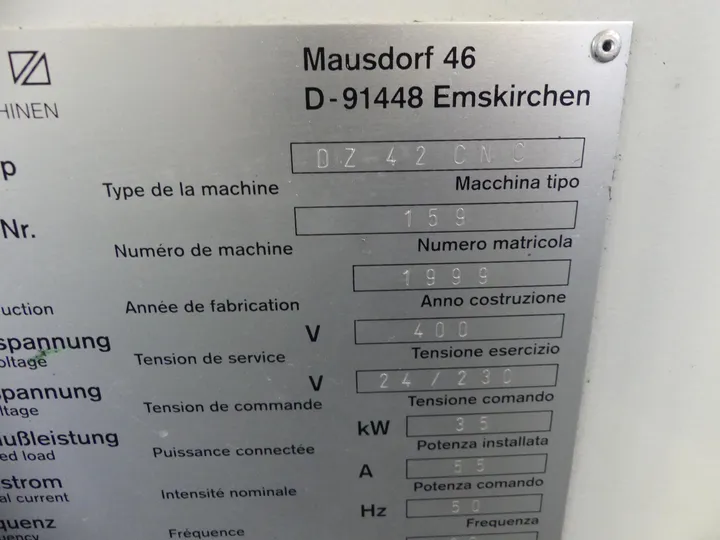 Mausdorf 46
D-91448 Emskirchen
HINEN
p
DZ 42 CNC
Type de la machine Macchina tipo
Nr.
159
Numéro de machine Numero matricola
1999
uction Année de fabrication Anno costruzione
spannung V 400
oltage Tension de service Tensione esercizio
spannung V 24/230
ltage Tension de commande Tensione comando
ußleistung kW 35
ed load Puissance connectée Potenza installata
strom A 55
al current Intensité nominale Potenza comando
quenz Hz 50
uency Fréquence Frequenza